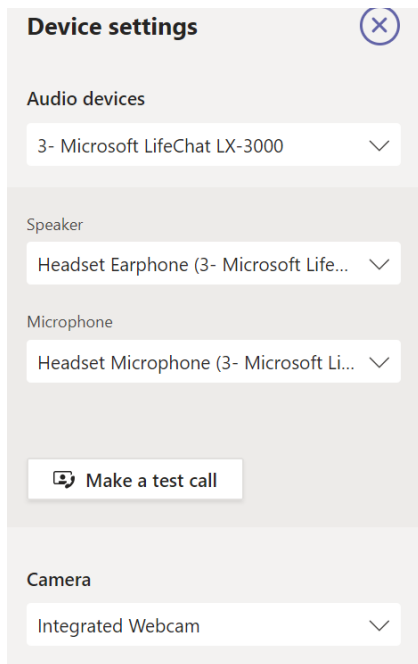 Device settings
Audio devices
3- Microsoft LifeChat LX-3000
Speaker
Headset Earphone (3- Microsoft Life...
Microphone
Headset Microphone (3- Microsoft Li...
Make a test call
Camera
Integrated Webcam